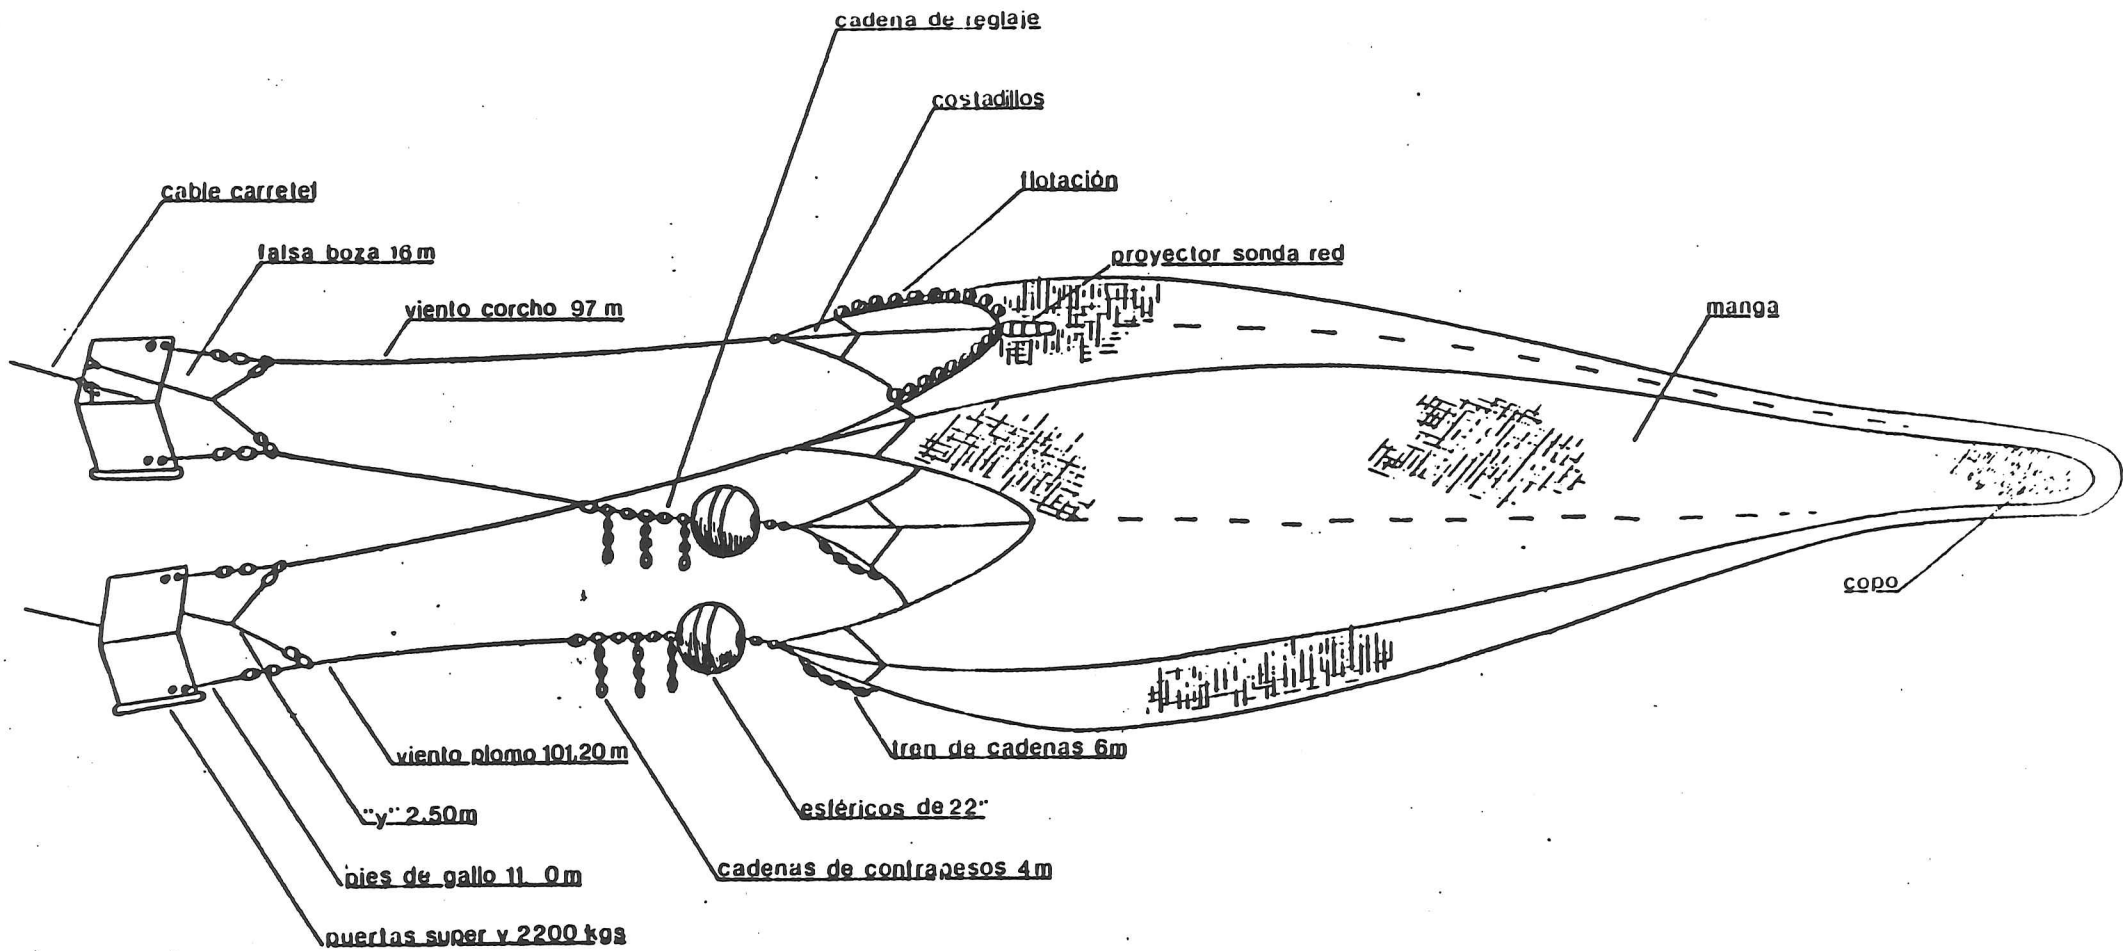 cadena de reglaje
costadillos
flotación
cable carretel
proyector sonda red
falsa boza 16 m
manga
viento corcho 97 m
copo
tren de cadenas 6m
viento plomo 101,20 m
esféricos de 22"
"y" 2,50m
cadenas de contrapesos 4 m
pies de gallo 11. 0 m
puertas super v 2200 kgs